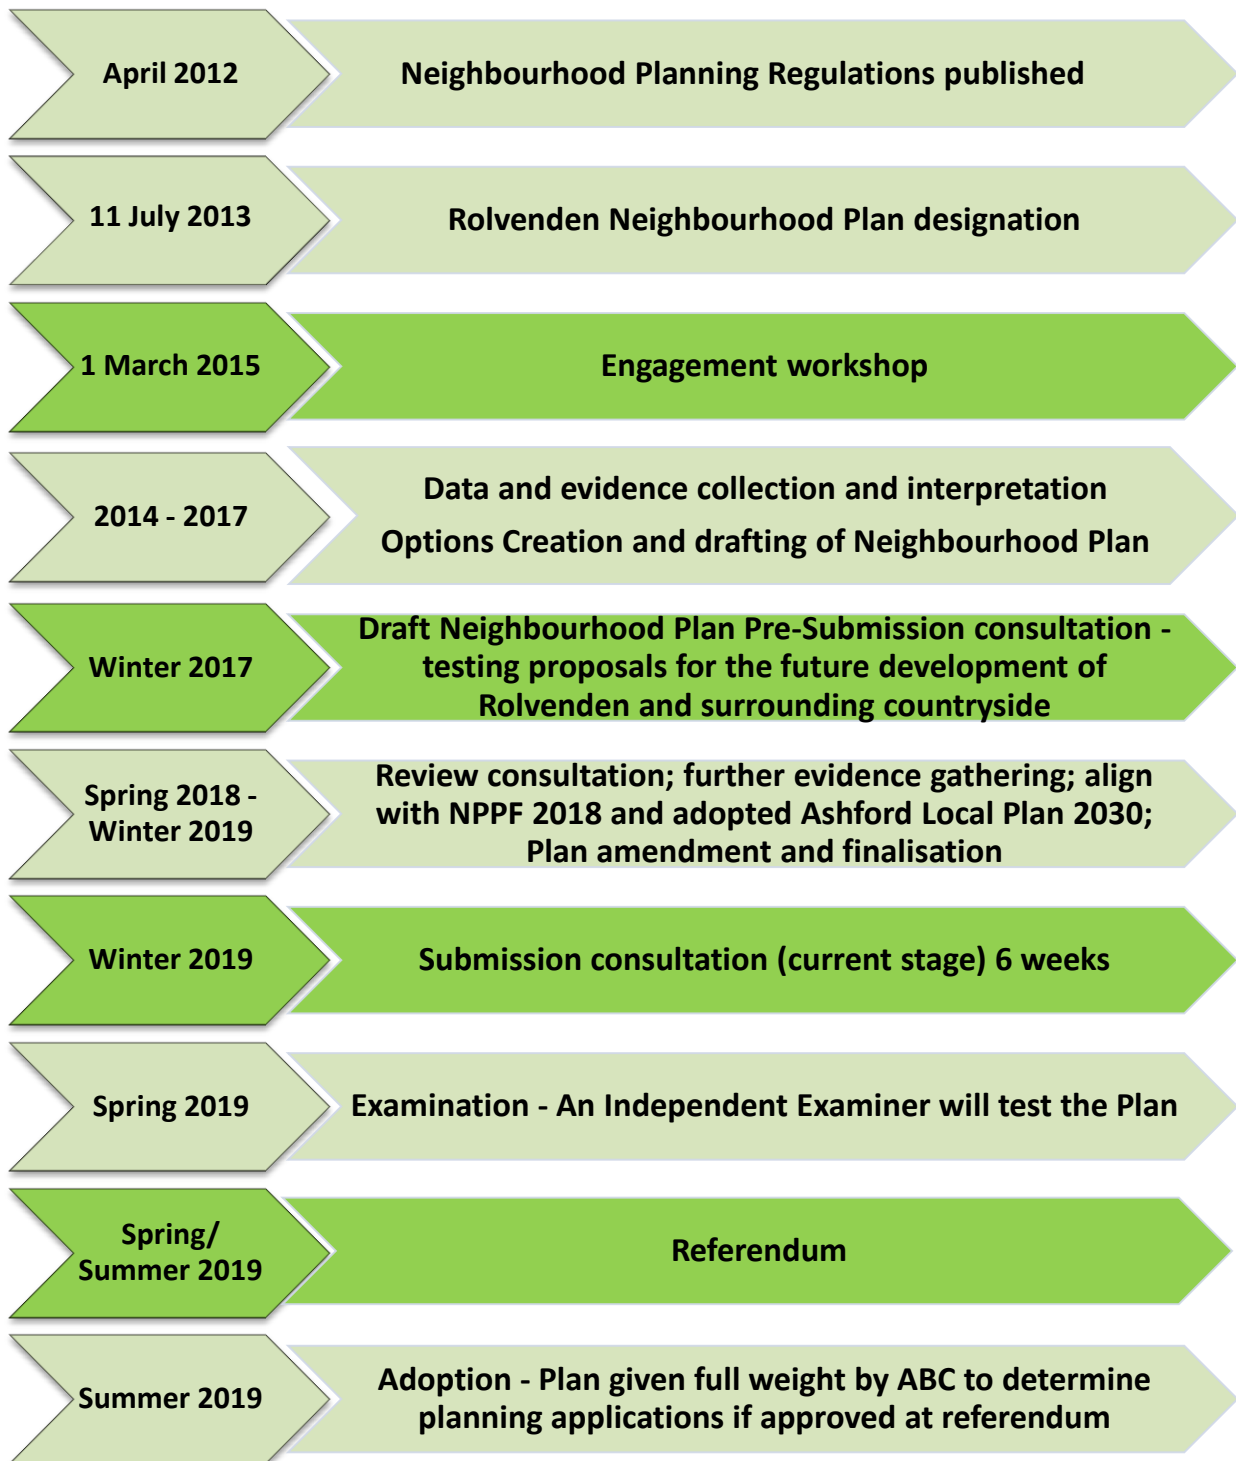 April 2012
Neighbourhood Planning Regulations published
11 July 2013
Rolvenden Neighbourhood Plan designation
1 March 2015
Engagement workshop
2014 - 2017
Data and evidence collection and interpretation
Options Creation and drafting of Neighbourhood Plan
Winter 2017
Draft Neighbourhood Plan Pre-Submission consultation -
testing proposals for the future development of
Rolvenden and surrounding countryside
Spring 2018 -
Winter 2019
Review consultation; further evidence gathering; align
with NPPF 2018 and adopted Ashford Local Plan 2030;
Plan amendment and finalisation
Winter 2019
Submission consultation (current stage) 6 weeks
Spring 2019
Examination - An Independent Examiner will test the Plan
Spring/
Summer 2019
Referendum
Summer 2019
Adoption - Plan given full weight by ABC to determine
planning applications if approved at referendum